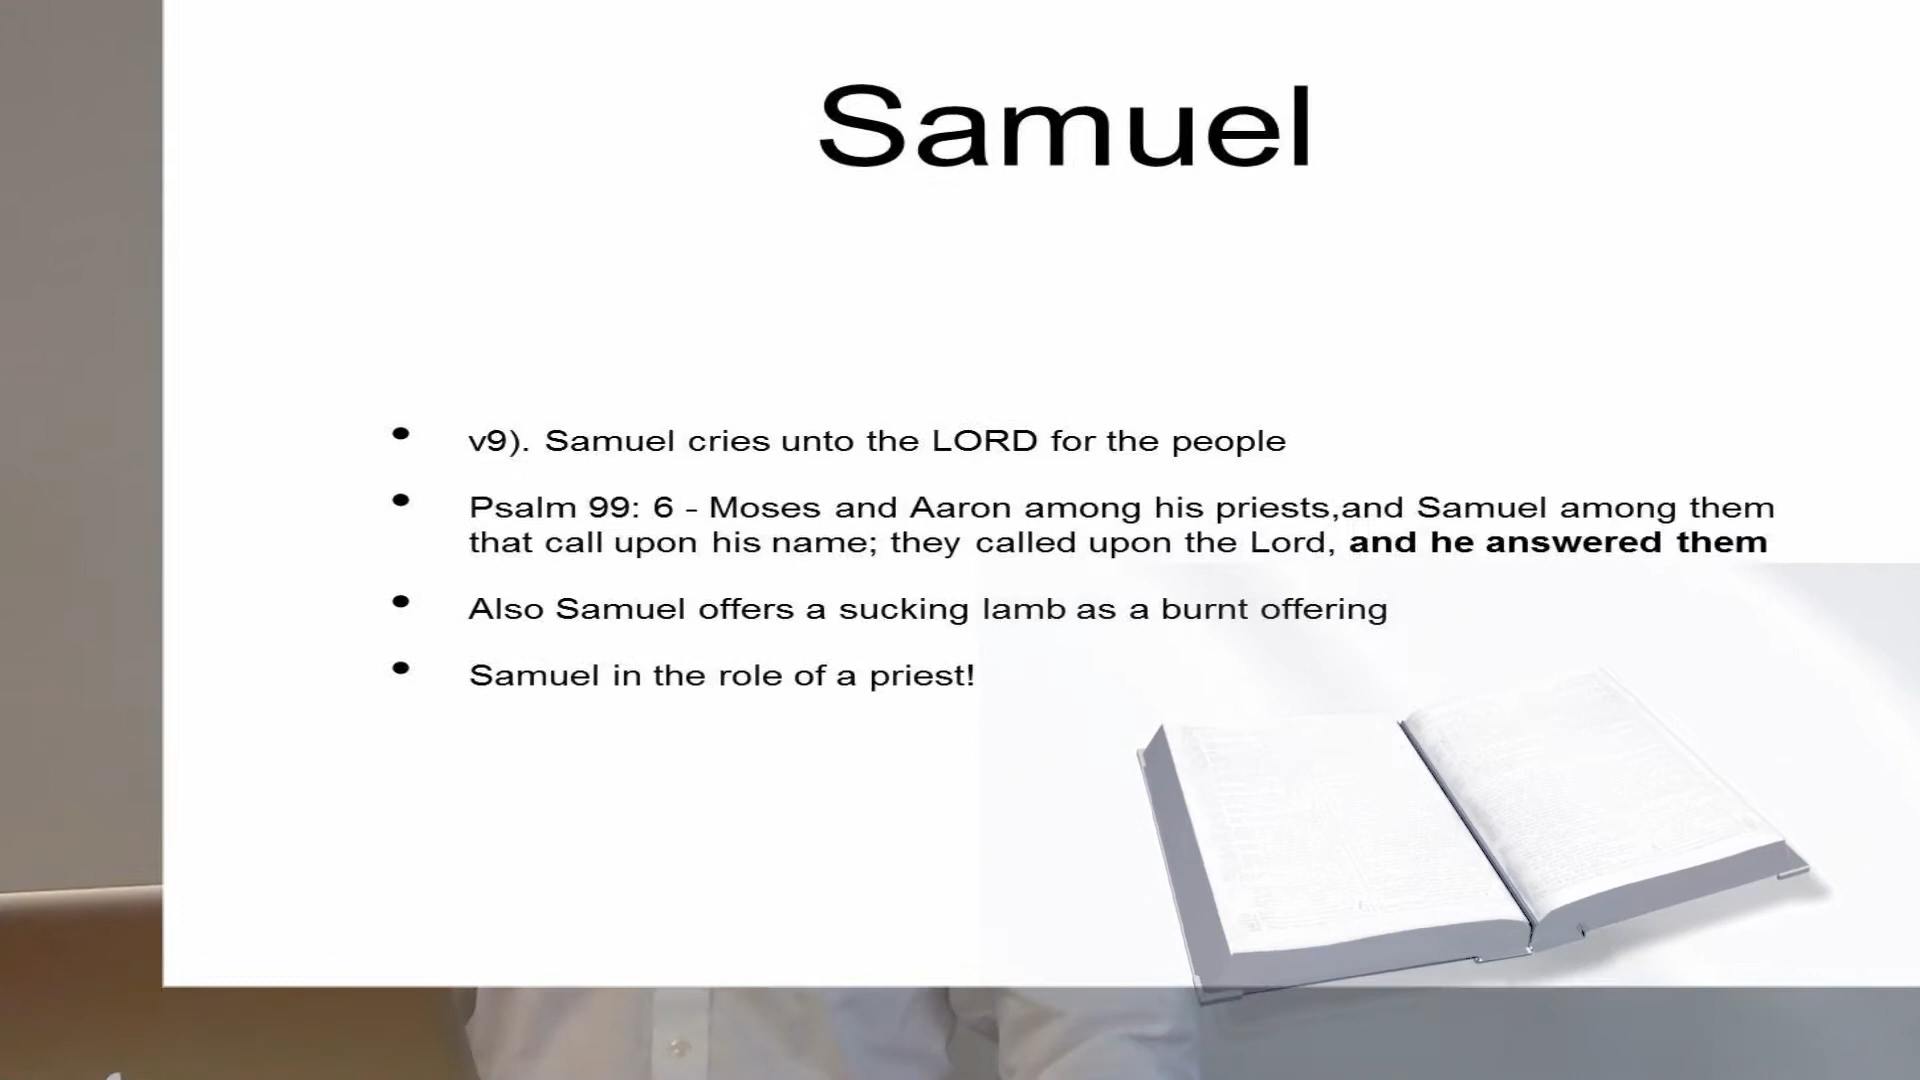 Samuel
• v9). Samuel cries unto the LORD for the people
• Psalm 99: 6 - Moses and Aaron among his priests,and Samuel among them
that call upon his name; they called upon the Lord, and he answered them
• Also Samuel offers a sucking lamb as a burnt offering
• Samuel in the role of a priest!